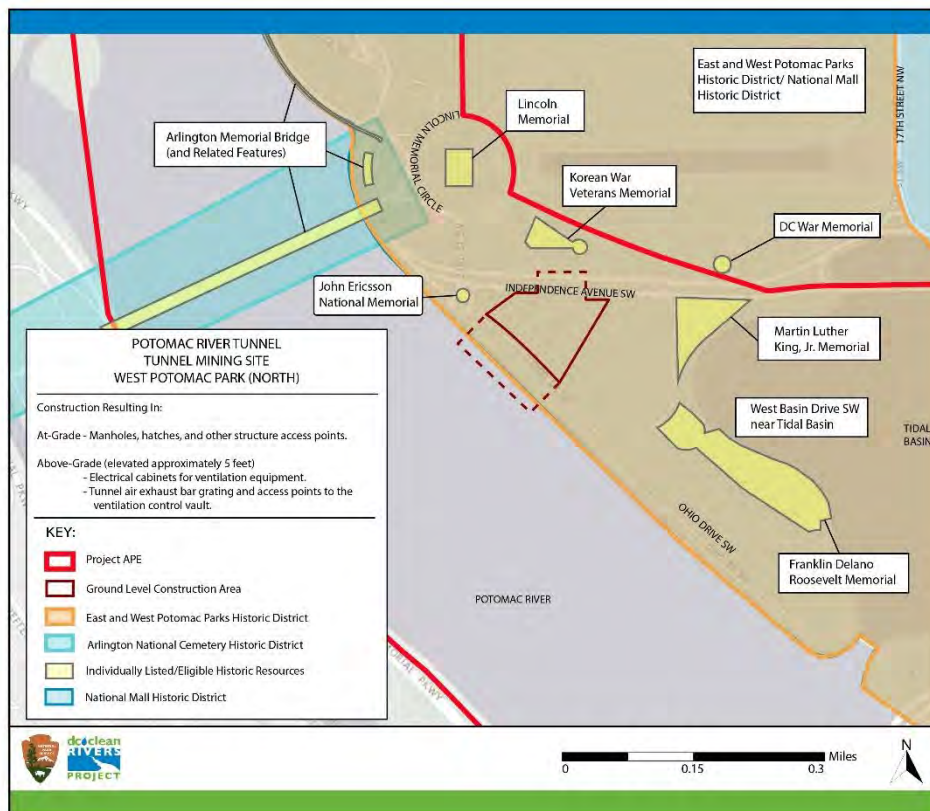 East and West Potomac Parks
Historic District/ National Mall
Historic District
17TH STREET NW
Lincoln
Memorial
Arlington Memorial Bridge
(and Related Features)
LINCOLN MEMORIAL CIRCLE
Korean War
Veterans Memorial
DC War Memorial
John Ericsson
National Memorial
INDEPENDENCE AVENUE SW
Martin Luther
King, Jr. Memorial
West Basin Drive SW
near Tidal Basin
TIDAL
BASIN
OHIO DRIVE SW
Franklin Delano
Roosevelt Memorial
POTOMAC RIVER
PKWY
POTOMAC RIVER TUNNEL
TUNNEL MINING SITE
WEST POTOMAC PARK (NORTH)
Construction Resulting In:
At-Grade - Manholes, hatches, and other structure access points.
Above-Grade (elevated approximately 5 feet)
- Electrical cabinets for ventilation equipment.
- Tunnel air exhaust bar grating and access points to the
ventilation control vault.
KEY:
Project APE
Ground Level Construction Area
East and West Potomac Parks Historic District
Arlington National Cemetery Historic District
Individually Listed/Eligible Historic Resources
National Mall Historic District
dc clean
RIVERS
PROJECT
0 0.15 0.3 Miles
N